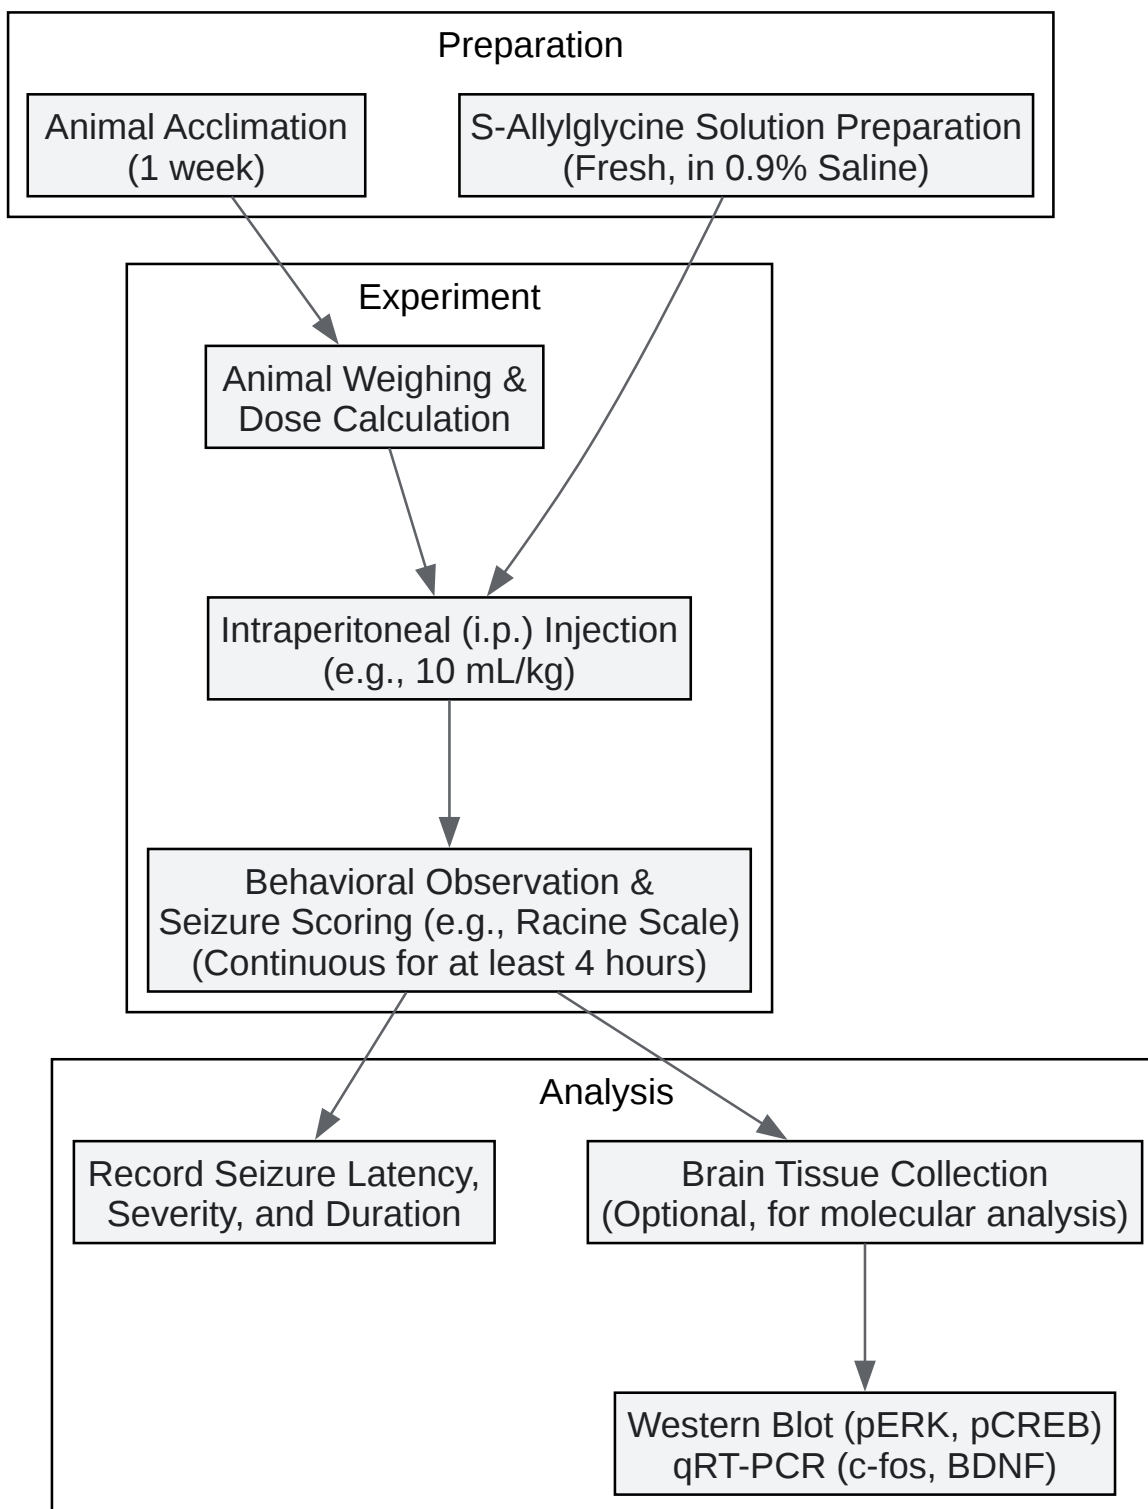 Preparation
Animal Acclimation
(1 week)
S-Allylglycine Solution Preparation
(Fresh, in 0.9% Saline)
Experiment
Animal Weighing &
Dose Calculation
Intraperitoneal (i.p.) Injection
(e.g., 10 mL/kg)
Behavioral Observation &
Seizure Scoring (e.g., Racine Scale)
(Continuous for at least 4 hours)
Analysis
Record Seizure Latency,
Severity, and Duration
Brain Tissue Collection
(Optional, for molecular analysis)
Western Blot (pERK, pCREB)
qRT-PCR (c-fos, BDNF)